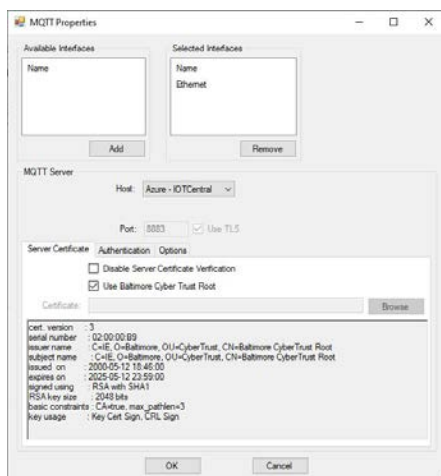 MQTT Properties
Available Interfaces
Selected Interfaces
Name
Name
Ethernet
Add
Remove
MQTT Server
Host:
Azure - IOTCentral
Port:
8883
Use TLS
Server Certificate
Authentication
Options
Disable Server Certificate Verification
Use Baltimore Cyber Trust Root
Certificate:
Browse
cert. version : 3
serial number : 02:00:00:B9
issuer name : C=IE, O=Baltimore, OU=CyberTrust, CN=Baltimore CyberTrust Root
subject name : C=IE, O=Baltimore, OU=CyberTrust, CN=Baltimore CyberTrust Root
issued on : 2000-05-12 18:46:00
expires on : 2025-05-12 23:59:00
signed using : RSA with SHA1
RSA key size : 2048 bits
basic constraints : CA=true, max_pathlen=3
key usage : Key Cert Sign, CRL Sign
OK
Cancel